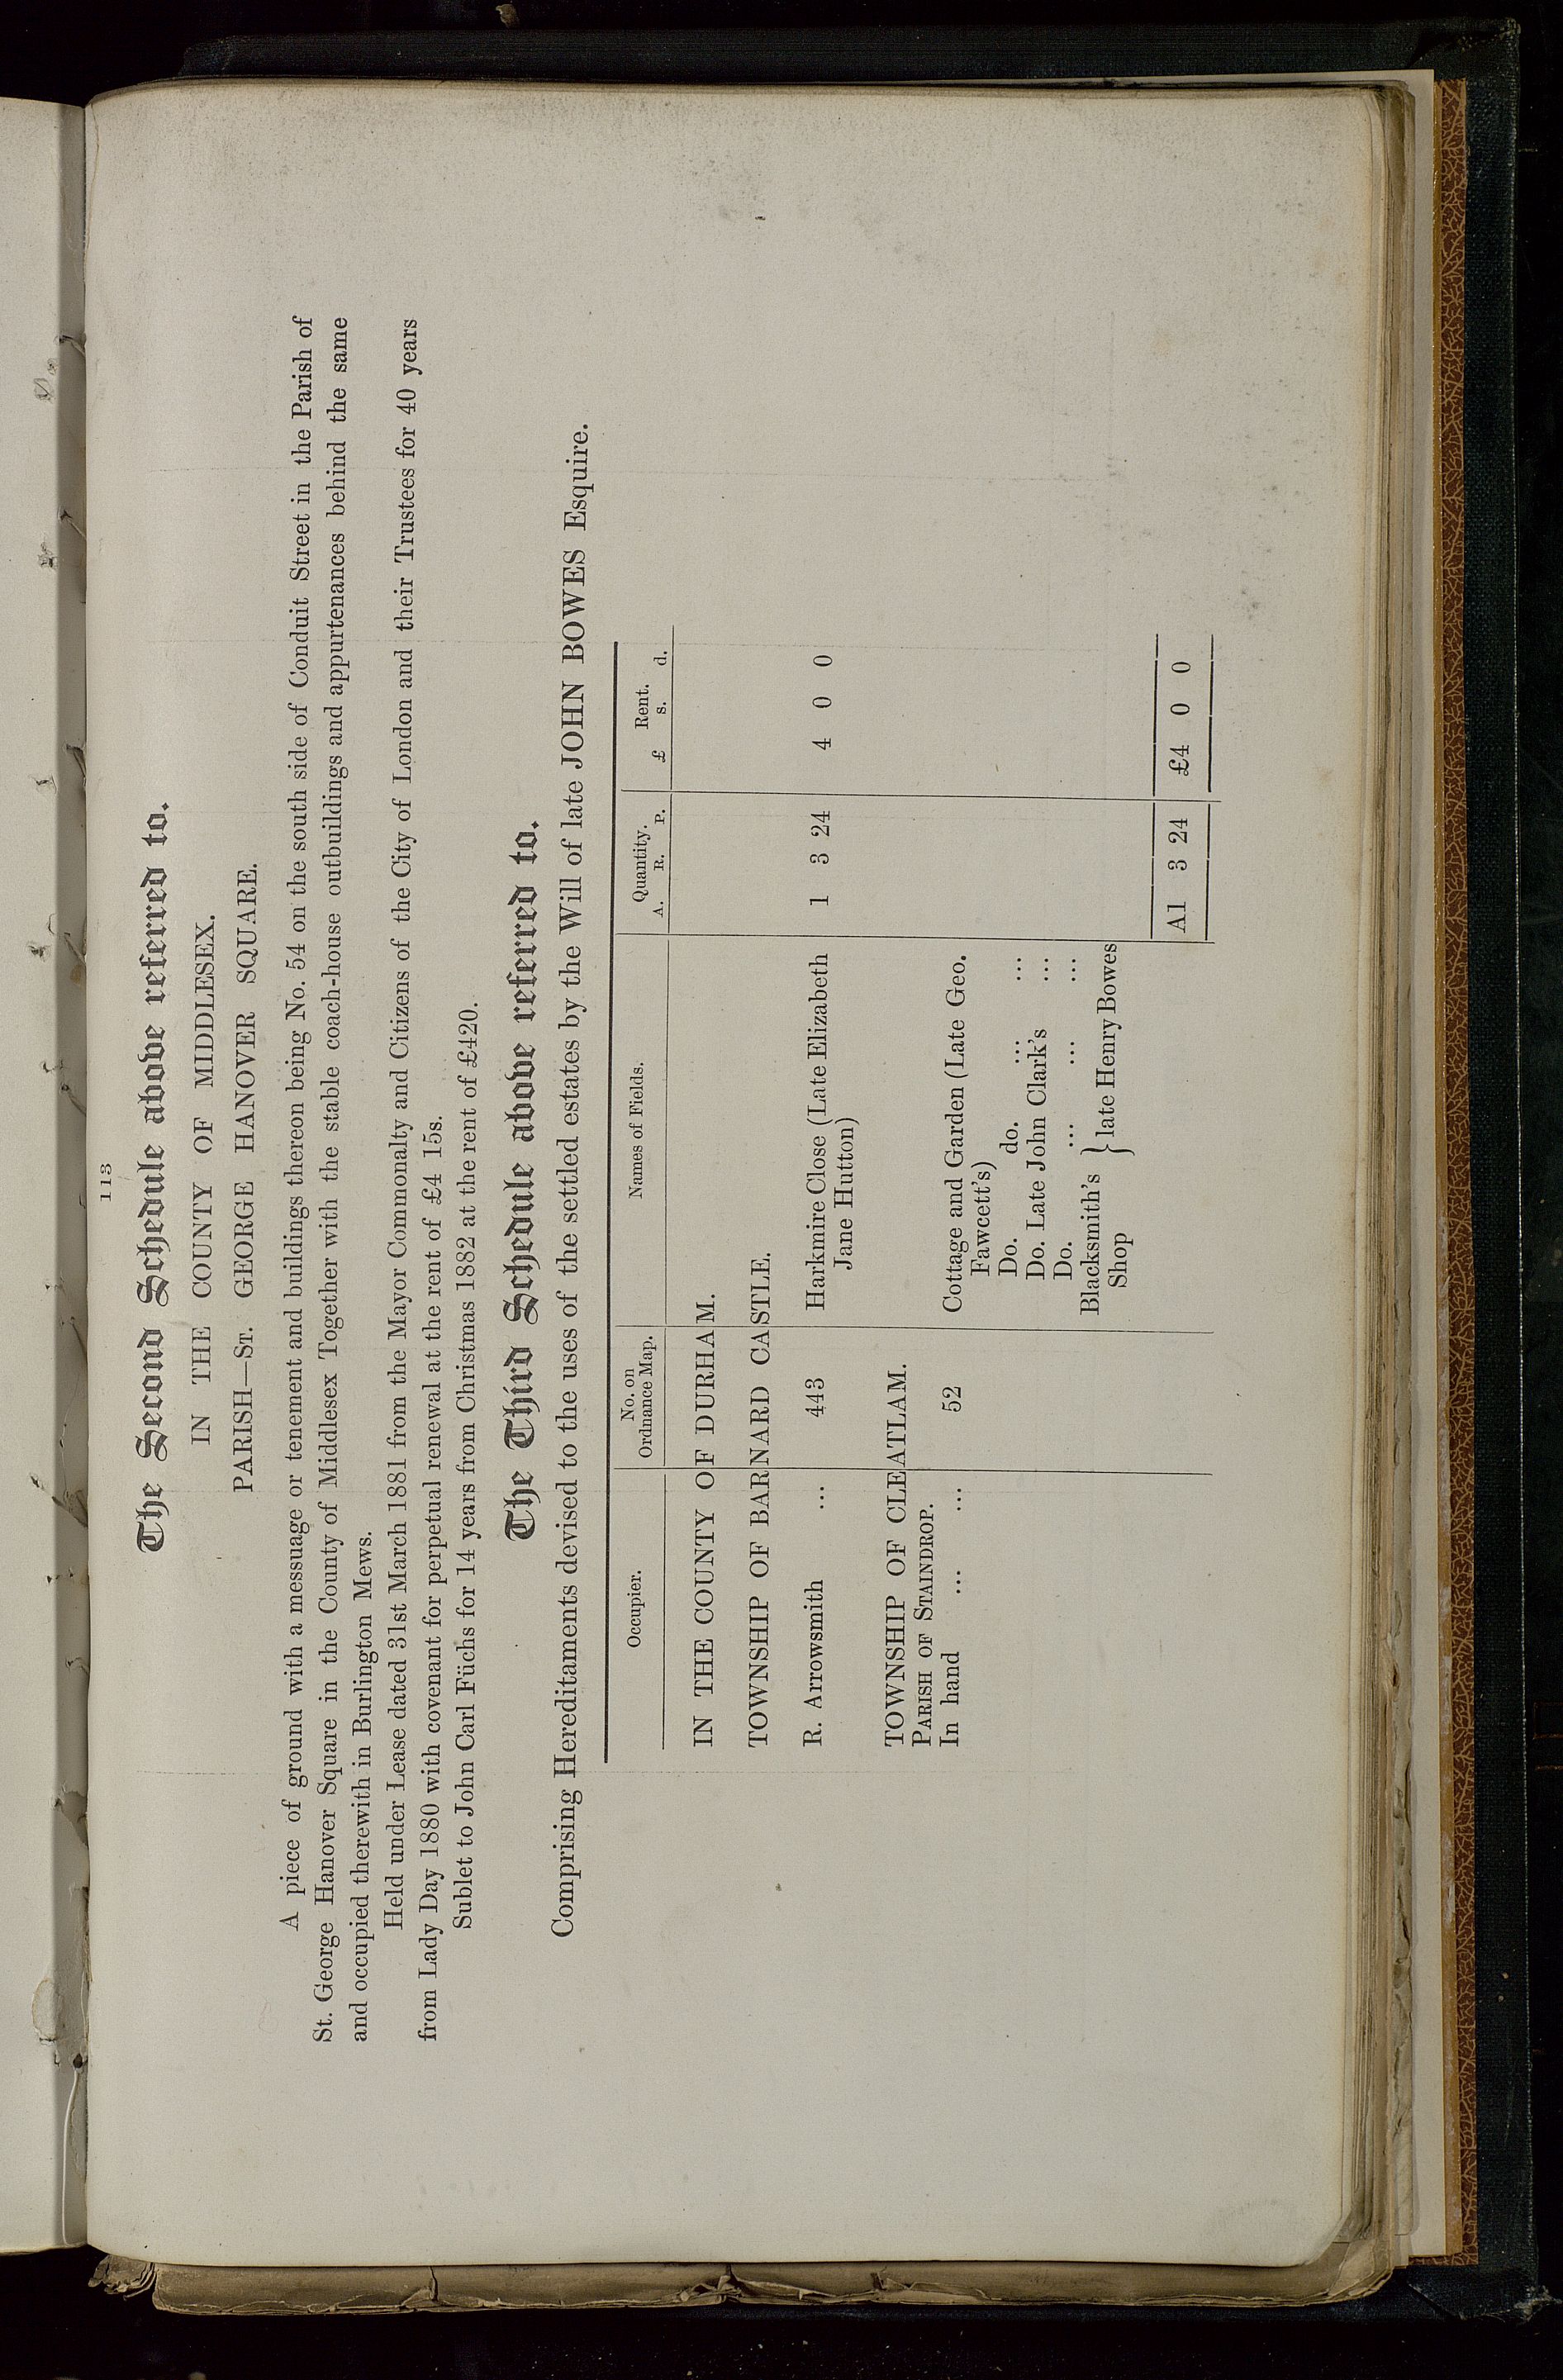 113
The Second Schedule above referred to.
IN THE COUNTY OF MIDDLESEX.
PARISH—ST. GEORGE HANOVER SQUARE.
A piece of ground with a messuage or tenement and buildings thereon being No. 54 on the south side of Conduit Street in the Parish of
St. George Hanover Square in the County of Middlesex Together with the stable coach-house outbuildings and appurtenances behind the same
and occupied therewith in Burlington Mews.
Held under Lease dated 31st March 1881 from the Mayor Commonalty and Citizens of the City of London and their Trustees for 40 years
from Lady Day 1880 with covenant for perpetual renewal at the rent of £4 15s.
Sublet to John Carl Füchs for 14 years from Christmas 1882 at the rent of £420.
The Third Schedule above referred to.
Comprising Hereditaments devised to the uses of the settled estates by the Will of late JOHN BOWES Esquire.
Occupier. No. on Ordnance Map. Names of Fields. Quantity. Rent.
A. R. P. £ s. d.
IN THE COUNTY OF DURHAM.
TOWNSHIP OF BARNARD CASTLE.
R. Arrowsmith ... 443 Harkmire Close (Late Elizabeth 1 3 24 4 0 0
Jane Hutton)
TOWNSHIP OF CLEATLAM.
PARISH OF STAINDROP.
In hand ... ... 52 Cottage and Garden (Late Geo.
Fawcett's)
Do. do. ... ...
Do. Late John Clark's ...
Do. ... ... ...
Blacksmith's } late Henry Bowes
Shop
A1 3 24 £4 0 0